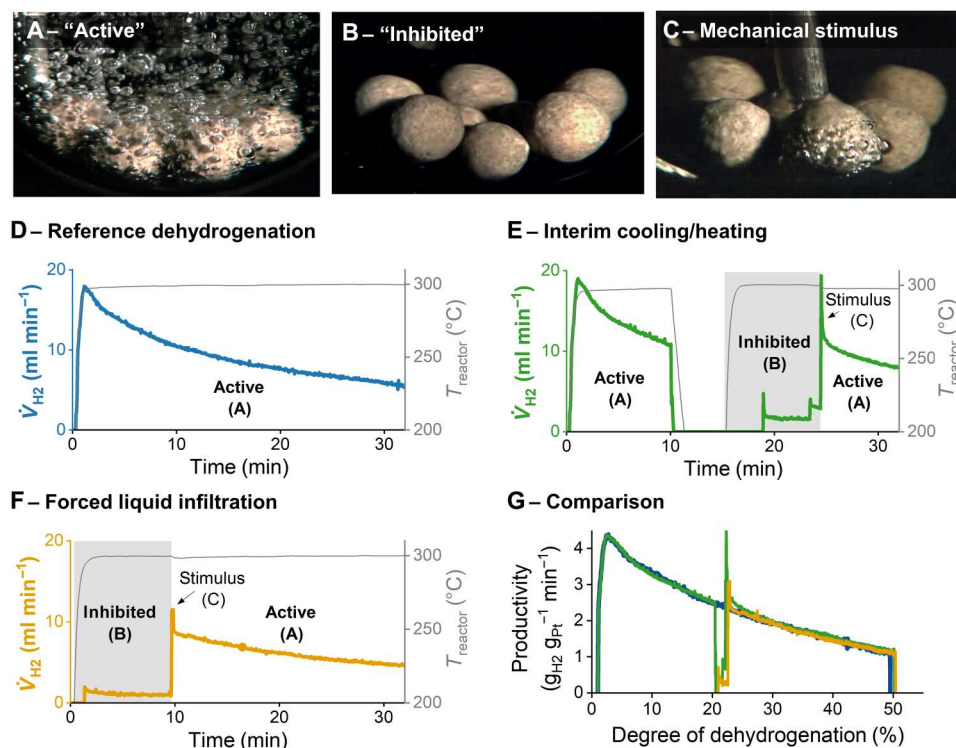 A – “Active”
B – “Inhibited”
C – Mechanical stimulus
D – Reference dehydrogenation
20
10
0
V̇H2 (ml min⁻¹)
300
250
200
Treactor (°C)
Active
(A)
0 10 20 30
Time (min)
E – Interim cooling/heating
20
10
0
V̇H2 (ml min⁻¹)
300
250
200
Treactor (°C)
Active
(A)
Inhibited
(B)
Stimulus
(C)
Active
(A)
0 10 20 30
Time (min)
F – Forced liquid infiltration
20
10
0
V̇H2 (ml min⁻¹)
300
250
200
Treactor (°C)
Inhibited
(B)
Stimulus
(C)
Active
(A)
0 10 20 30
Time (min)
G – Comparison
4
3
2
1
0
Productivity
(gH2 gPt⁻¹ min⁻¹)
0 10 20 30 40 50
Degree of dehydrogenation (%)